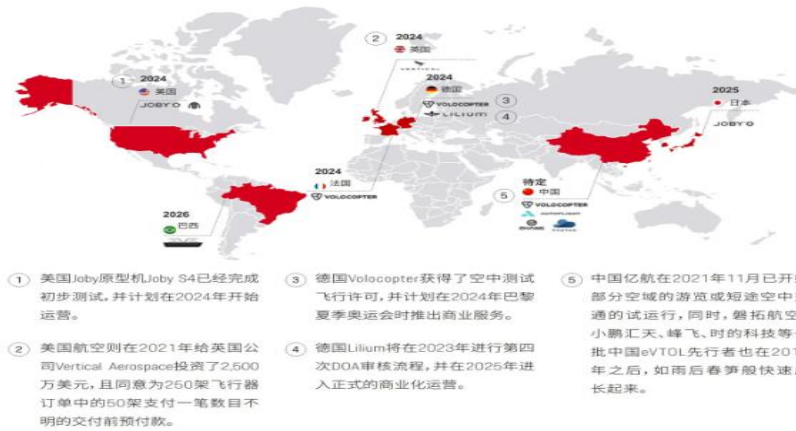 2
2024
英国
VERTICAL
2024
德国
VOLOCOPTER
3
LILIUM
4
1
2024
美国
JOBY
2025
日本
JOBY
2024
法国
VOLOCOPTER
待定
5
中国
VOLOCOPTER
AUTOFLIGHT
2026
巴西
1
美国Joby原型机Joby S4已经完成
初步测试,并计划在2024年开始
运营。
2
美国航空则在2021年给英国公
司Vertical Aerospace投资了2,500
万美元,且同意为250架飞行器
订单中的50架支付一笔数目不
明的交付前预付款。
3
德国Volocopter获得了空中测试
飞行许可,并计划在2024年巴黎
夏季奥运会时推出商业服务。
4
德国Lilium将在2023年进行第四
次DOA审核流程,并在2025年进
入正式的商业化运营。
5
中国亿航在2021年11月已开
部分空域的游览或短途空中
通的试运行,同时,磐拓航空
小鹏汇天、峰飞、时的科技等
批中国eVTOL先行者也在201
年之后,如雨后春笋般快速
长起来。